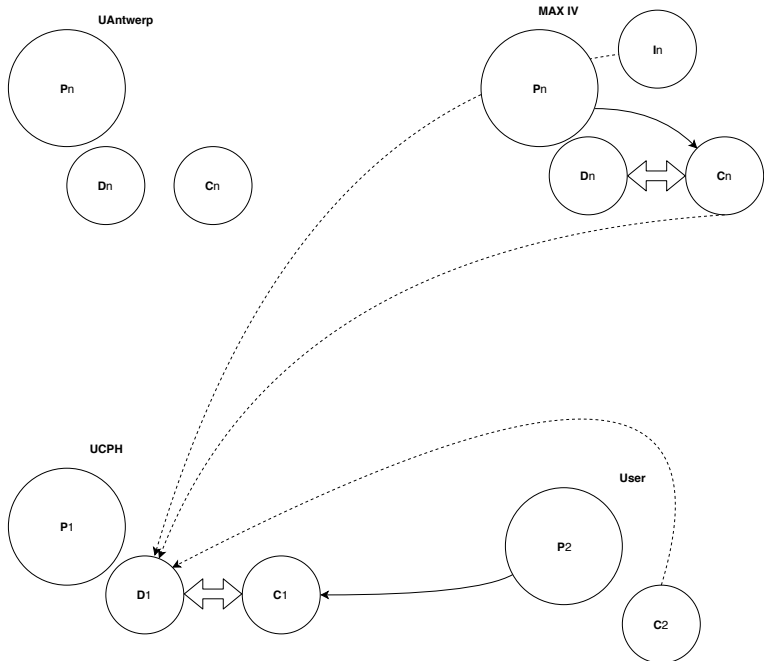 UAntwerp
Pn
Dn
Cn
MAX IV
Pn
In
Dn
Cn
UCPH
P1
D1
C1
User
P2
C2